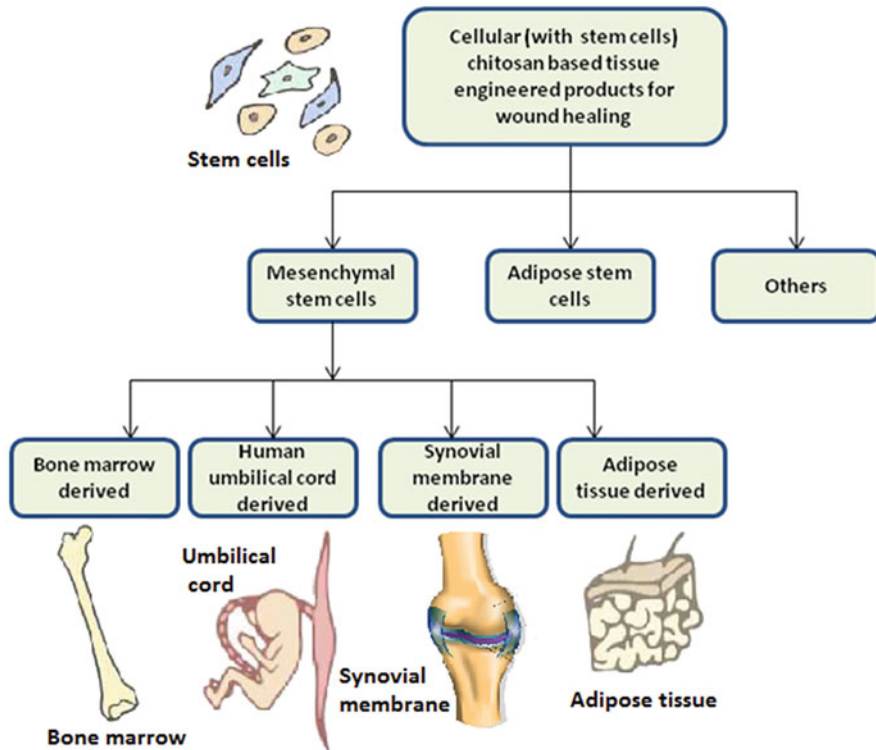 Cellular (with stem cells)
chitosan based tissue
engineered products for
wound healing
Stem cells
Mesenchymal
stem cells
Adipose stem
cells
Others
Bone marrow
derived
Human
umbilical cord
derived
Synovial
membrane
derived
Adipose
tissue derived
Umbilical
cord
Synovial
membrane
Adipose tissue
Bone marrow